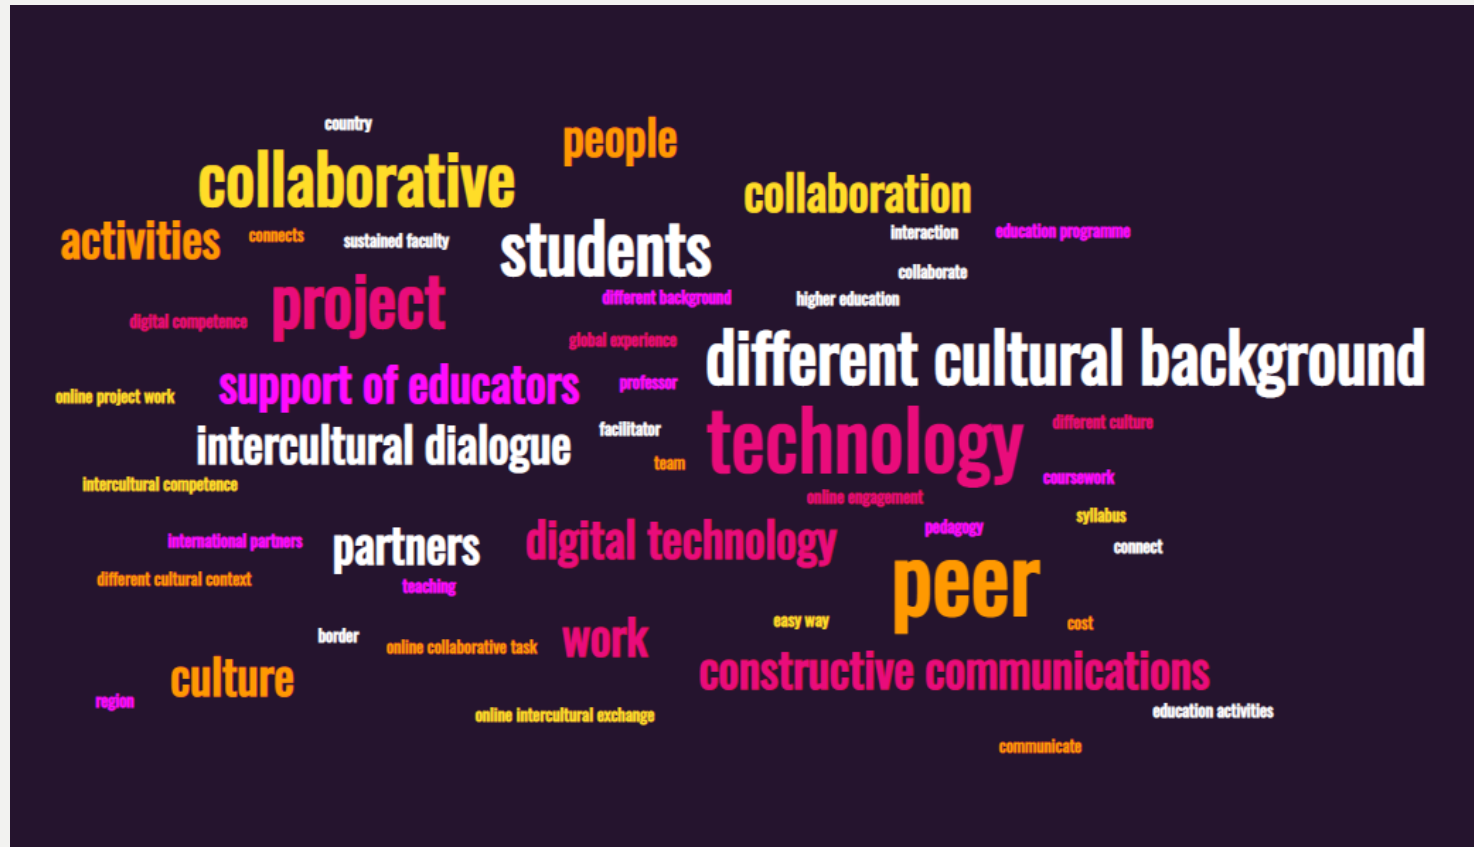 country
people
collaborative
collaboration
activities
connects
sustained faculty
students
interaction
education programme
collaborate
different background
higher education
project
digital competence
global experience
different cultural background
support of educators
professor
online project work
technology
different culture
intercultural dialogue
facilitator
team
intercultural competence
coursework
online engagement
syllabus
pedagogy
international partners
partners
digital technology
connect
different cultural context
teaching
peer
easy way
cost
border
online collaborative task
work
culture
constructive communications
region
online intercultural exchange
education activities
communicate